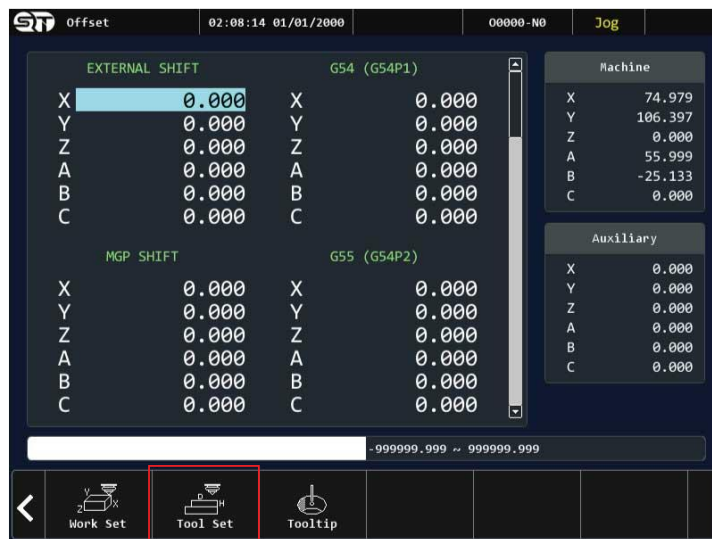 Offset 02:08:14 01/01/2000 O0000-N0 Jog
EXTERNAL SHIFT G54 (G54P1)
X 0.000 X 0.000
Y 0.000 Y 0.000
Z 0.000 Z 0.000
A 0.000 A 0.000
B 0.000 B 0.000
C 0.000 C 0.000
MGP SHIFT G55 (G54P2)
X 0.000 X 0.000
Y 0.000 Y 0.000
Z 0.000 Z 0.000
A 0.000 A 0.000
B 0.000 B 0.000
C 0.000 C 0.000
Machine
X 74.979
Y 106.397
Z 0.000
A 55.999
B -25.133
C 0.000
Auxiliary
X 0.000
Y 0.000
Z 0.000
A 0.000
B 0.000
C 0.000
-999999.999 ~ 999999.999
Y
Z X
D H
Work Set Tool Set Tooltip